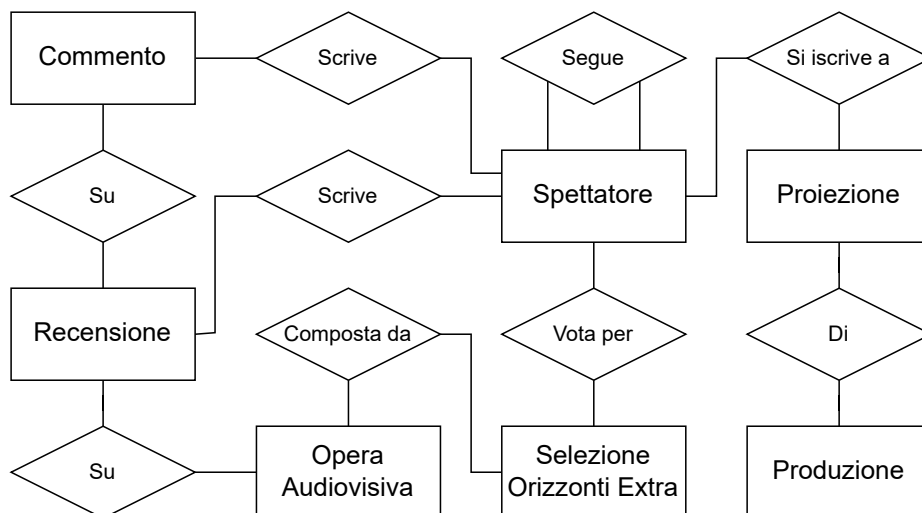 Commento
Scrive
Segue
Si iscrive a
Su
Scrive
Spettatore
Proiezione
Recensione
Composta da
Vota per
Di
Su
Opera
Audiovisiva
Selezione
Orizzonti Extra
Produzione